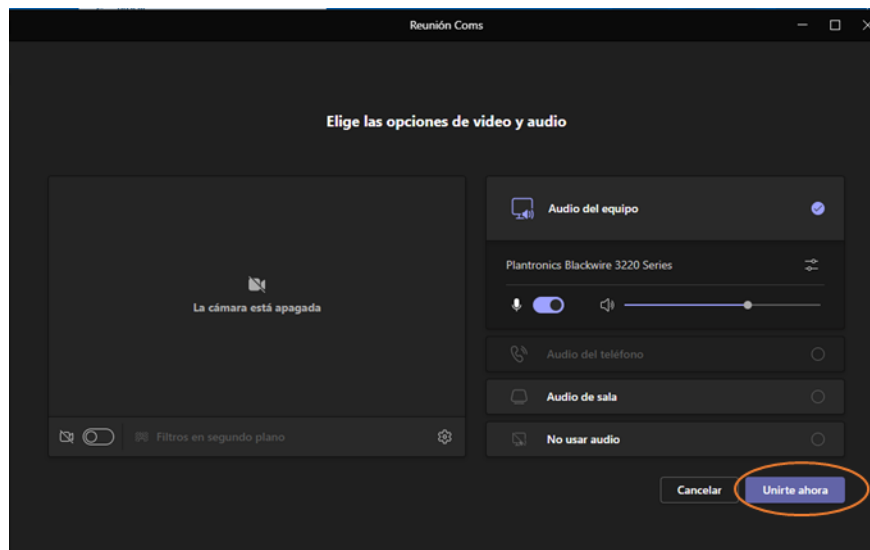 Reunión Coms
Elige las opciones de video y audio
La cámara está apagada
Filtros en segundo plano
Audio del equipo
Plantronics Blackwire 3220 Series
Audio del teléfono
Audio de sala
No usar audio
Cancelar
Unirte ahora